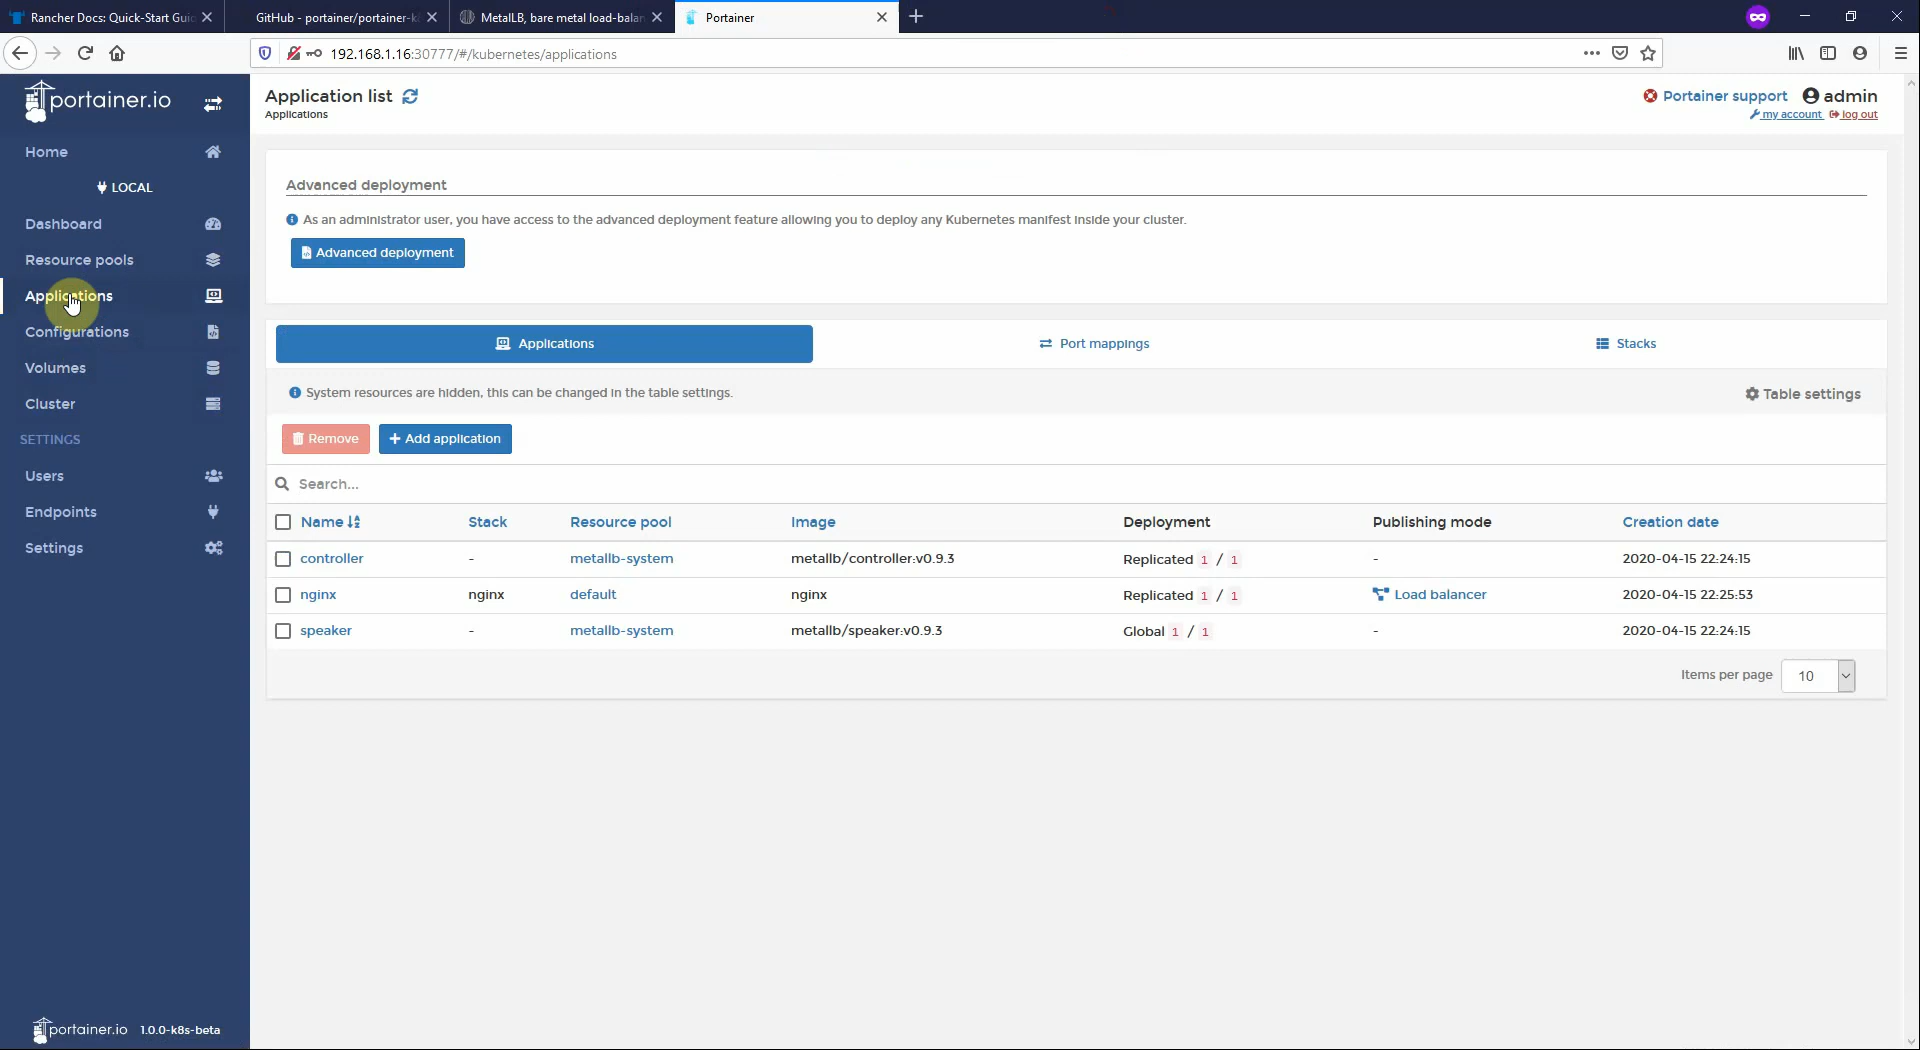 Rancher Docs: Quick-Start Guid
GitHub - portainer/portainer-k8
MetalLB, bare metal load-balan
Portainer
192.168.1.16:30777/#/kubernetes/applications
portainer.io
Home
LOCAL
Dashboard
Resource pools
Applications
Configurations
Volumes
Cluster
SETTINGS
Users
Endpoints
Settings
portainer.io 1.0.0-k8s-beta
Application list
Applications
Portainer support admin
my account log out
Advanced deployment
As an administrator user, you have access to the advanced deployment feature allowing you to deploy any Kubernetes manifest inside your cluster.
Advanced deployment
Applications Port mappings Stacks
System resources are hidden, this can be changed in the table settings. Table settings
Remove + Add application
Search...
Name Stack Resource pool Image Deployment Publishing mode Creation date
controller - metallb-system metallb/controller:v0.9.3 Replicated 1 / 1 - 2020-04-15 22:24:15
nginx nginx default nginx Replicated 1 / 1 Load balancer 2020-04-15 22:25:53
speaker - metallb-system metallb/speaker:v0.9.3 Global 1 / 1 - 2020-04-15 22:24:15
Items per page 10